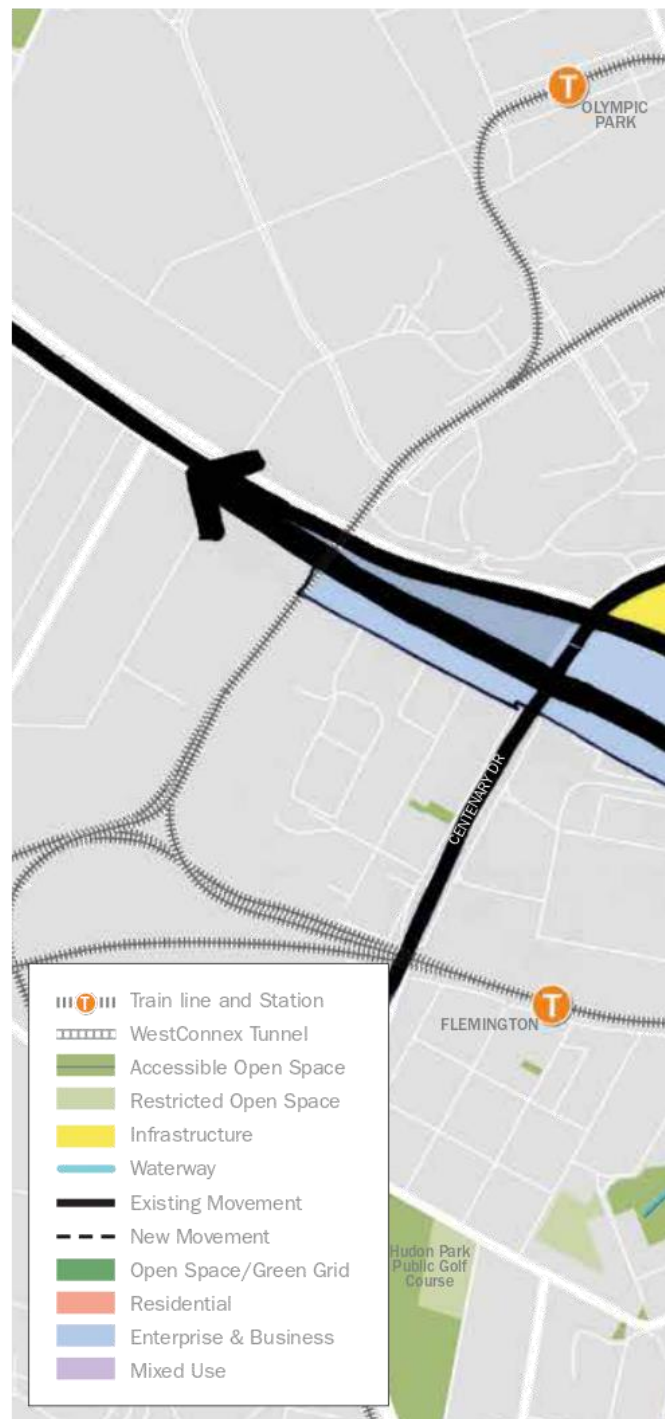 T
OLYMPIC
PARK
CENTENARY DR
T
FLEMINGTON
T Train line and Station
WestConnex Tunnel
Accessible Open Space
Restricted Open Space
Infrastructure
Waterway
Existing Movement
New Movement
Open Space/Green Grid
Residential
Enterprise & Business
Mixed Use
Hudon Park
Public Golf
Course